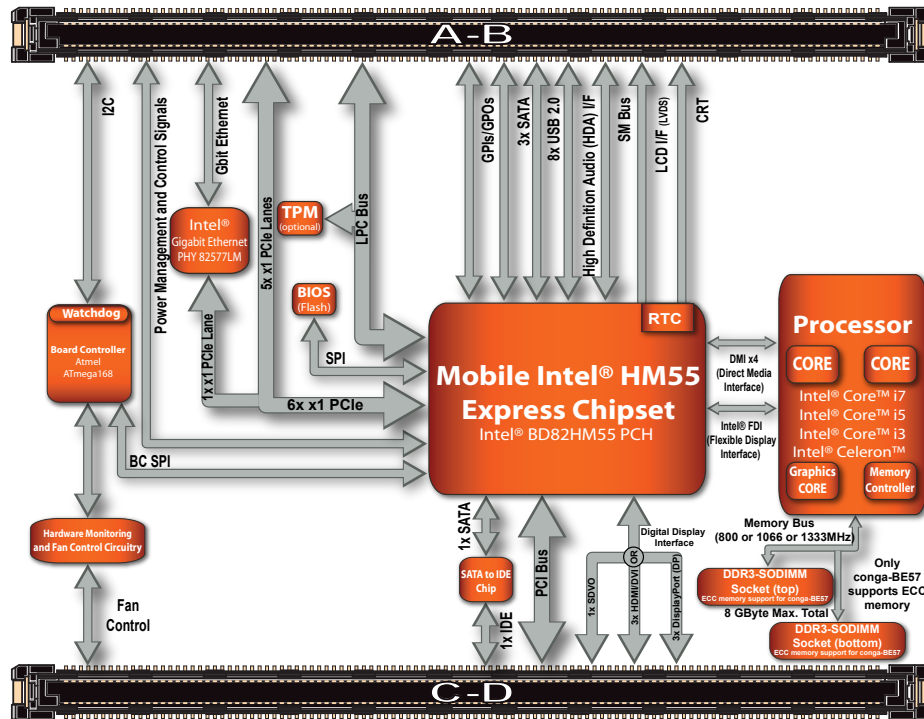 A-B
I2C
Power Management and Control Signals
Gbit Ethernet
5x x1 PCIe Lanes
LPC Bus
GPIs/GPOs
3x SATA
8x USB 2.0
High Definition Audio (HDA) I/F
SM Bus
LCD I/F (LVDS)
CRT
Intel®
Gigabit Ethernet
PHY 82577LM
TPM
(optional)
BIOS
(Flash)
SPI
Watchdog
Board Controller
Atmel
ATmega168
1x x1 PCIe Lane
6x x1 PCIe
BC SPI
RTC
Mobile Intel® HM55
Express Chipset
Intel® BD82HM55 PCH
DMI x4
(Direct Media
Interface)
Intel® FDI
(Flexible Display
Interface)
Processor
CORE
CORE
Intel® Core™ i7
Intel® Core™ i5
Intel® Core™ i3
Intel® Celeron™
Graphics
CORE
Memory
Controller
Hardware Monitoring
and Fan Control Circuitry
Fan
Control
1x SATA
SATA to IDE
Chip
1x IDE
PCI Bus
Digital Display
Interface
OR
1x SDVO
3x HDMI/DVI
3x DisplayPort (DP)
Memory Bus
(800 or 1066 or 1333MHz)
DDR3-SODIMM
Socket (top)
ECC memory support for conga-BE57
8 GByte Max. Total
Only
conga-BE57
supports ECC
memory
DDR3-SODIMM
Socket (bottom)
ECC memory support for conga-BE57
C-D